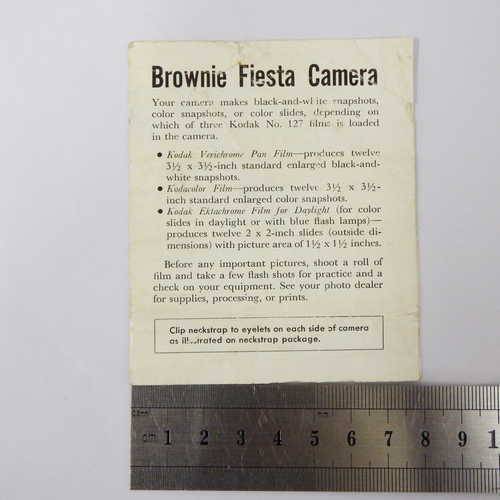 Brownie Fiesta Camera
Your camera makes black-and-white snapshots,
color snapshots, or color slides, depending on
which of three Kodak No. 127 films is loaded
in the camera.
• Kodak Verichrome Pan Film—produces twelve
3½ x 3½-inch standard enlarged black-and-
white snapshots.
• Kodacolor Film—produces twelve 3½ x 3½-
inch standard enlarged color snapshots.
• Kodak Ektachrome Film for Daylight (for color
slides in daylight or with blue flash lamps)—
produces twelve 2 x 2-inch slides (outside di-
mensions) with picture area of 1½ x 1½ inches.
Before any important pictures, shoot a roll of
film and take a few flash shots for practice and a
check on your equipment. See your photo dealer
for supplies, processing, or prints.
Clip neckstrap to eyelets on each side of camera
as illustrated on neckstrap package.
cm 1 2 3 4 5 6 7 8 9 1